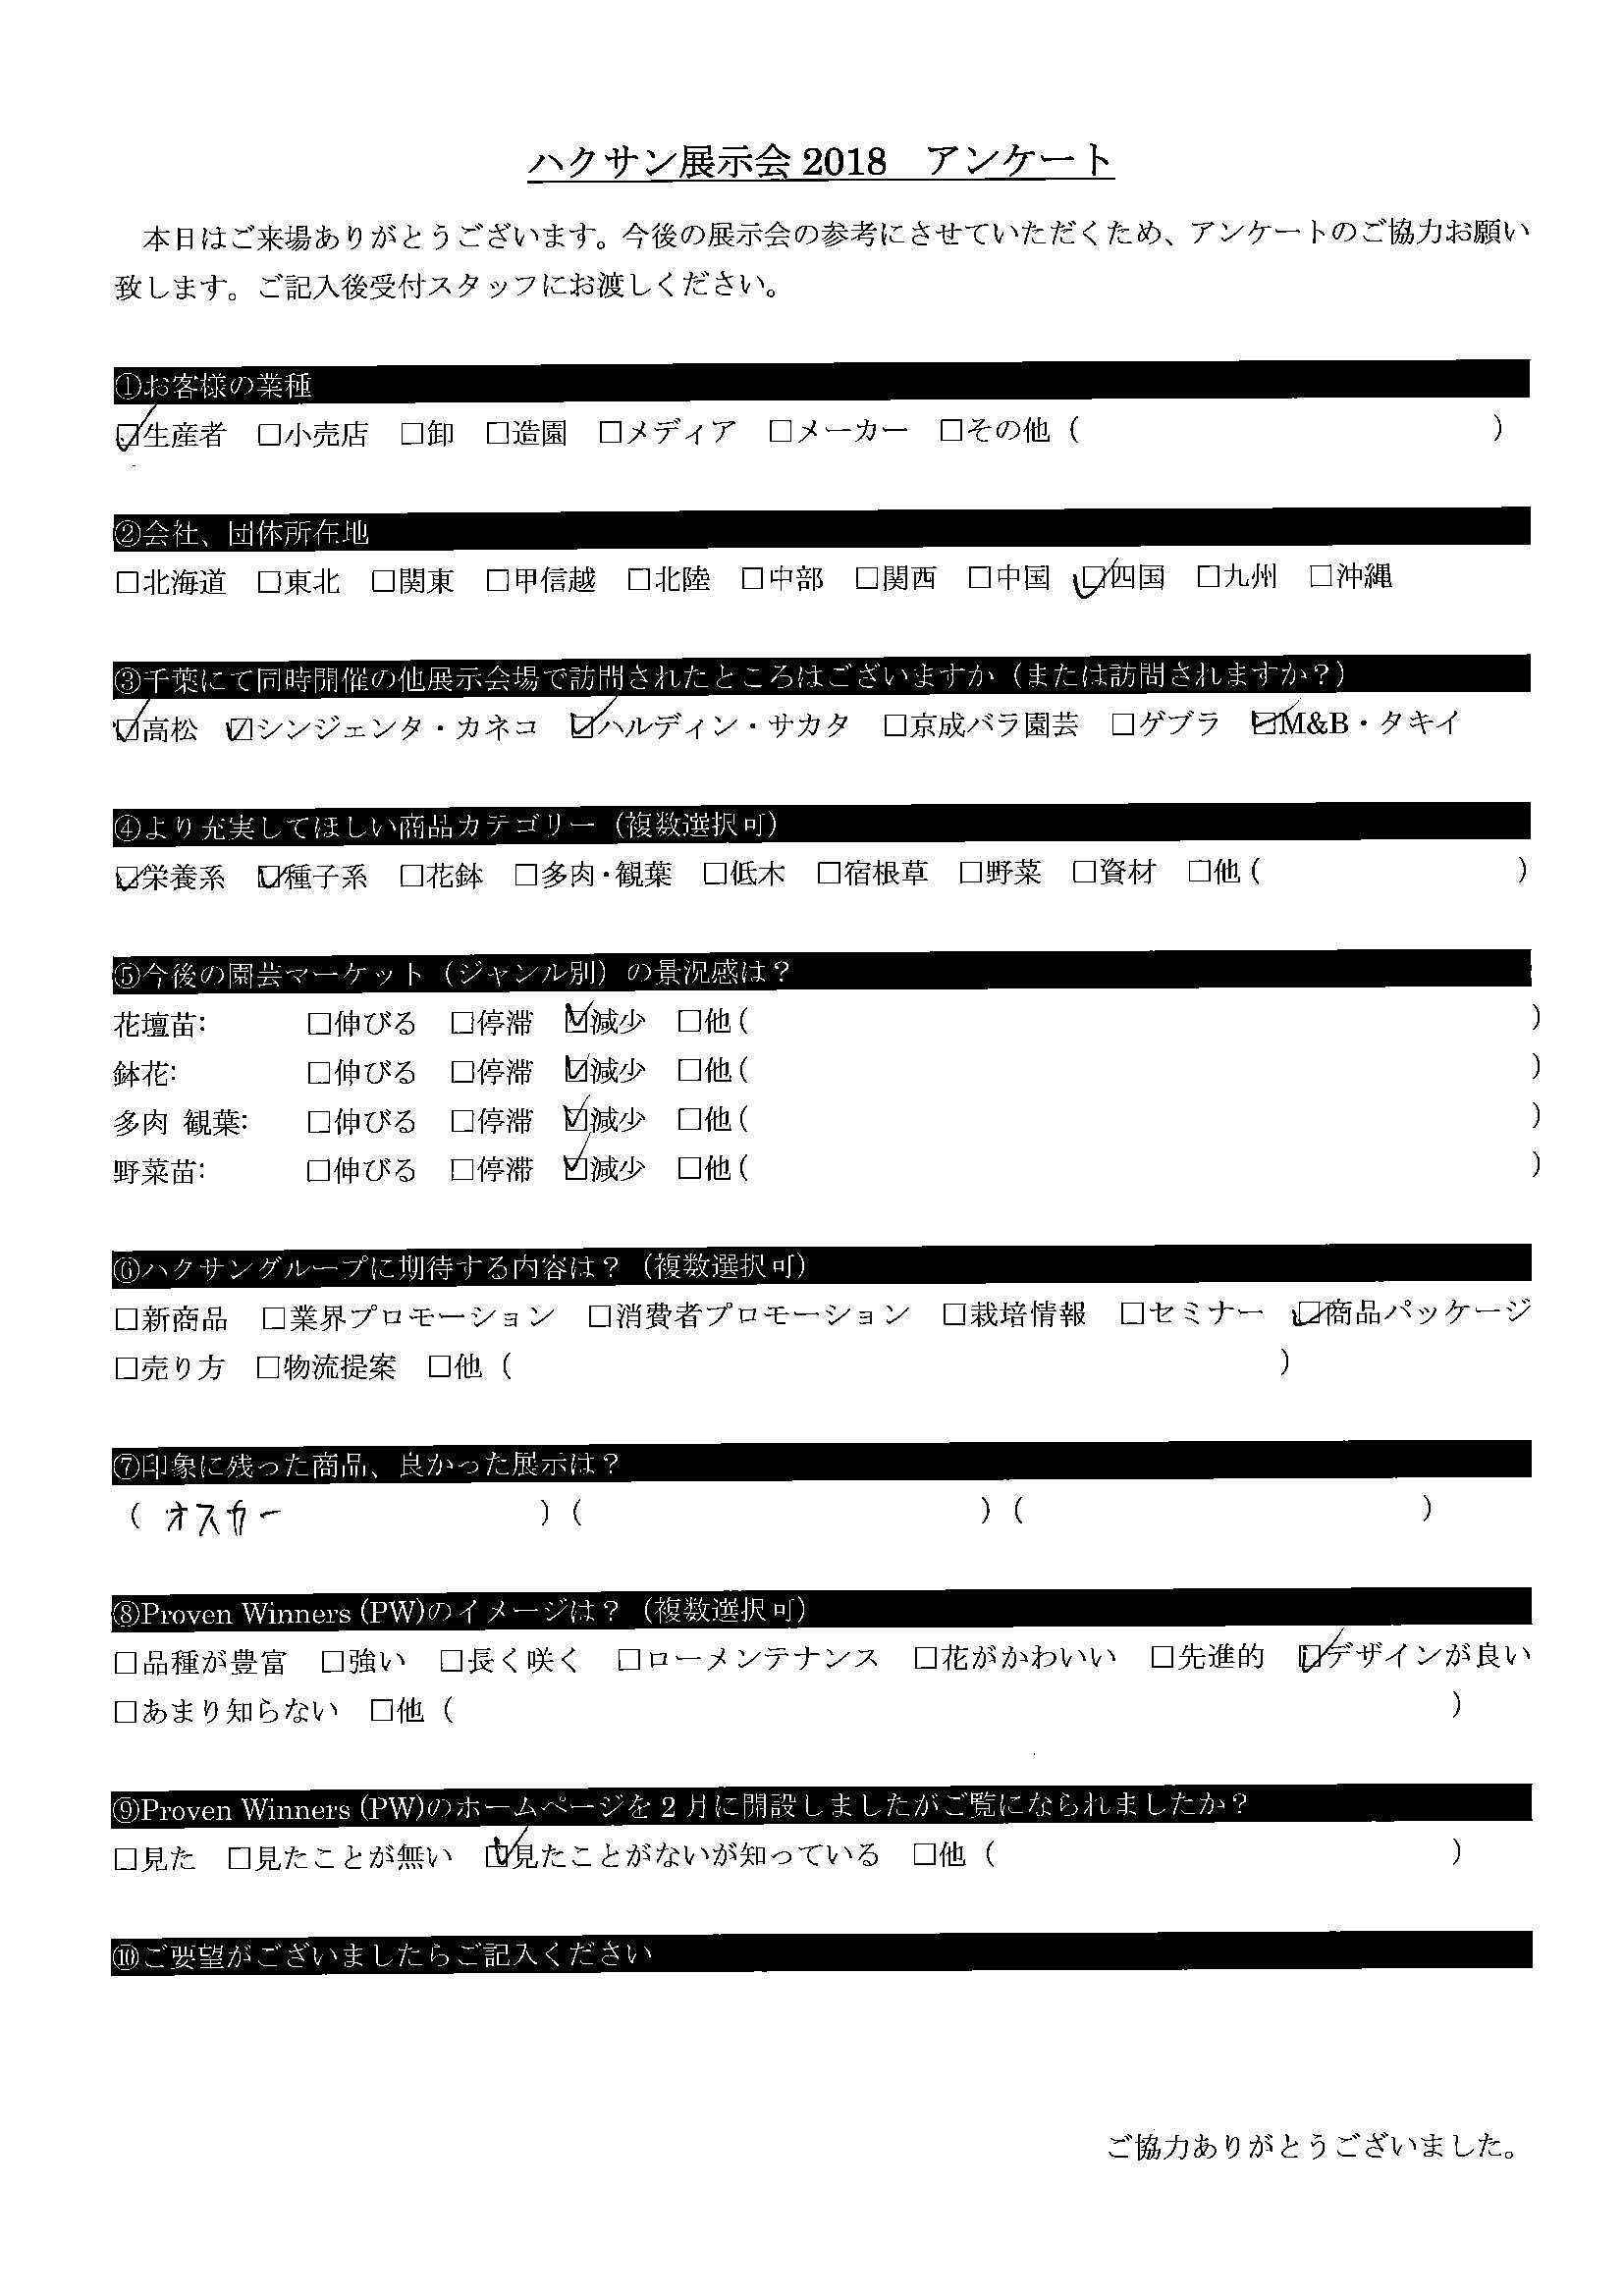 ハクサン展示会 2018　アンケート
本日はご来場ありがとうございます。今後の展示会の参考にさせていただくため、アンケートのご協力お願い
致します。ご記入後受付スタッフにお渡しください。
①お客様の業種
☑生産者　□小売店　□卸　□造園　□メディア　□メーカー　□その他（　）
②会社、団体所在地
□北海道　□東北　□関東　□甲信越　□北陸　□中部　□関西　□中国　☑四国　□九州　□沖縄
③千葉にて同時開催の他展示会場で訪問されたところはございますか（または訪問されますか？）
☑高松　☑シンジェンタ・カネコ　☑ハルディン・サカタ　□京成バラ園芸　□ゲブラ　☑M&B・タキイ
④より充実してほしい商品カテゴリー（複数選択可）
☑栄養系　☑種子系　□花鉢　□多肉・観葉　□低木　□宿根草　□野菜　□資材　□他（　）
⑤今後の園芸マーケット（ジャンル別）の景況感は？
花壇苗:　□伸びる　□停滞　☑減少　□他（　）
鉢花:　□伸びる　□停滞　☑減少　□他（　）
多肉 観葉:　□伸びる　□停滞　☑減少　□他（　）
野菜苗:　□伸びる　□停滞　☑減少　□他（　）
⑥ハクサングループに期待する内容は？（複数選択可）
□新商品　□業界プロモーション　□消費者プロモーション　□栽培情報　□セミナー　☑商品パッケージ
□売り方　□物流提案　□他（　）
⑦印象に残った商品、良かった展示は？
（オスカー　）（　）（　）
⑧Proven Winners (PW)のイメージは？（複数選択可）
□品種が豊富　□強い　□長く咲く　□ローメンテナンス　□花がかわいい　□先進的　☑デザインが良い
□あまり知らない　□他（　）
⑨Proven Winners (PW)のホームページを 2 月に開設しましたがご覧になられましたか？
□見た　□見たことが無い　☑見たことがないが知っている　□他（　）
⑩ご要望がございましたらご記入ください
ご協力ありがとうございました。